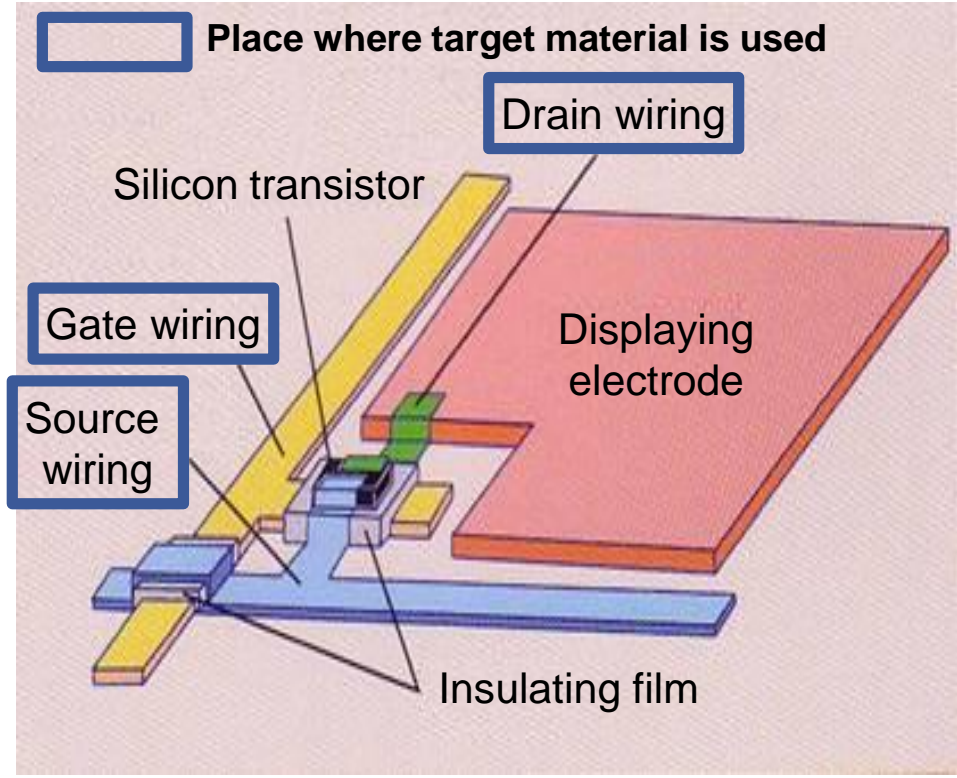 Place where target material is used
Drain wiring
Silicon transistor
Gate wiring
Displaying
electrode
Source
wiring
Insulating film